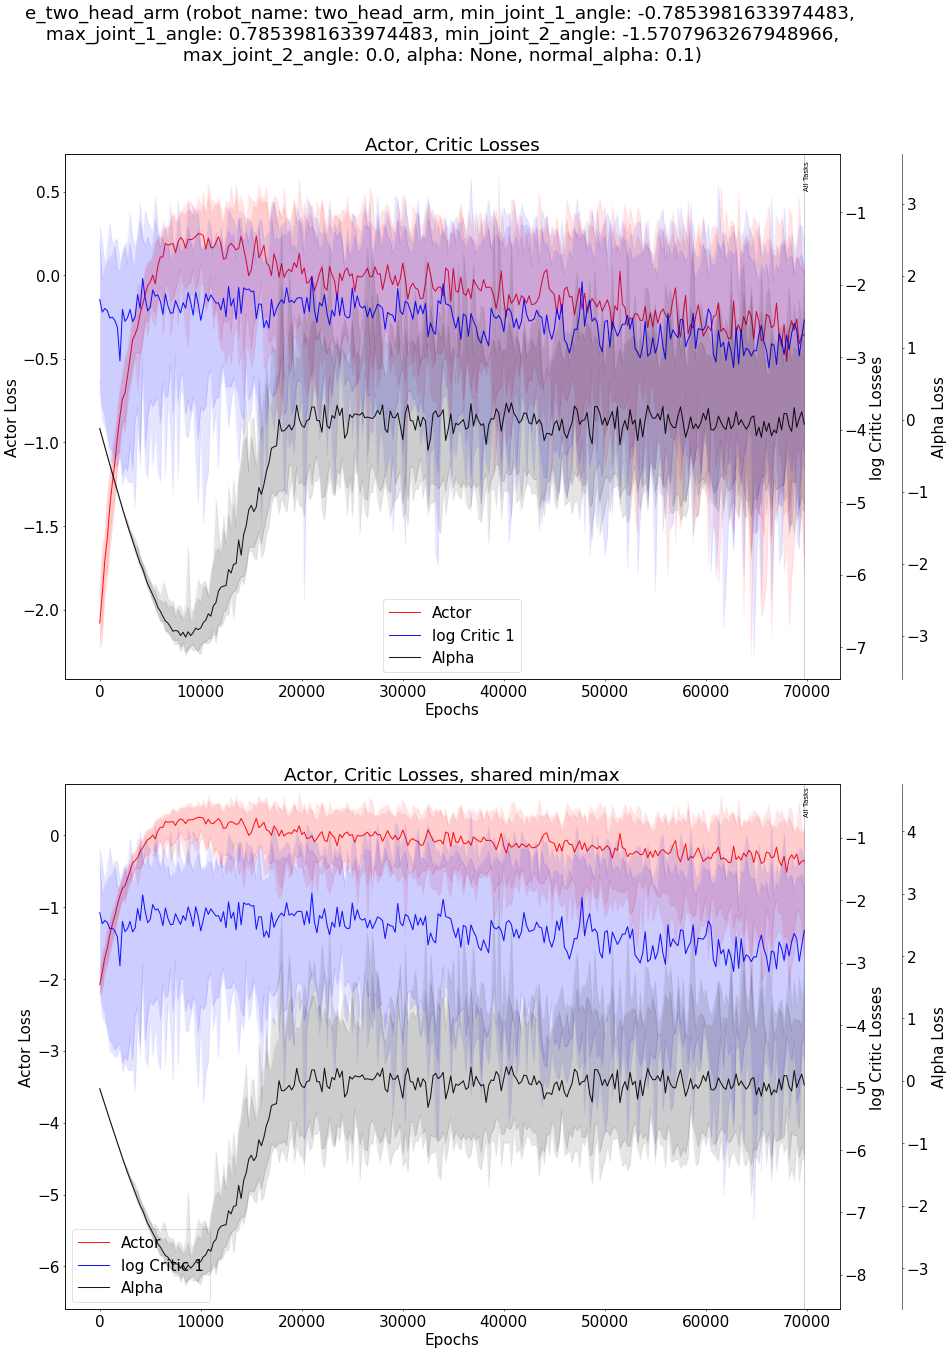 e_two_head_arm (robot_name: two_head_arm, min_joint_1_angle: -0.7853981633974483,
max_joint_1_angle: 0.7853981633974483, min_joint_2_angle: -1.5707963267948966,
max_joint_2_angle: 0.0, alpha: None, normal_alpha: 0.1)
Actor, Critic Losses
All Tasks
0.5
0.0
−0.5
−1.0
−1.5
−2.0
Actor Loss
−1
−2
−3
−4
−5
−6
−7
log Critic Losses
3
2
1
0
−1
−2
−3
Alpha Loss
Actor
log Critic 1
Alpha
0 10000 20000 30000 40000 50000 60000 70000
Epochs
Actor, Critic Losses, shared min/max
All Tasks
0
−1
−2
−3
−4
−5
−6
Actor Loss
−1
−2
−3
−4
−5
−6
−7
−8
log Critic Losses
4
3
2
1
0
−1
−2
−3
Alpha Loss
Actor
log Critic 1
Alpha
0 10000 20000 30000 40000 50000 60000 70000
Epochs